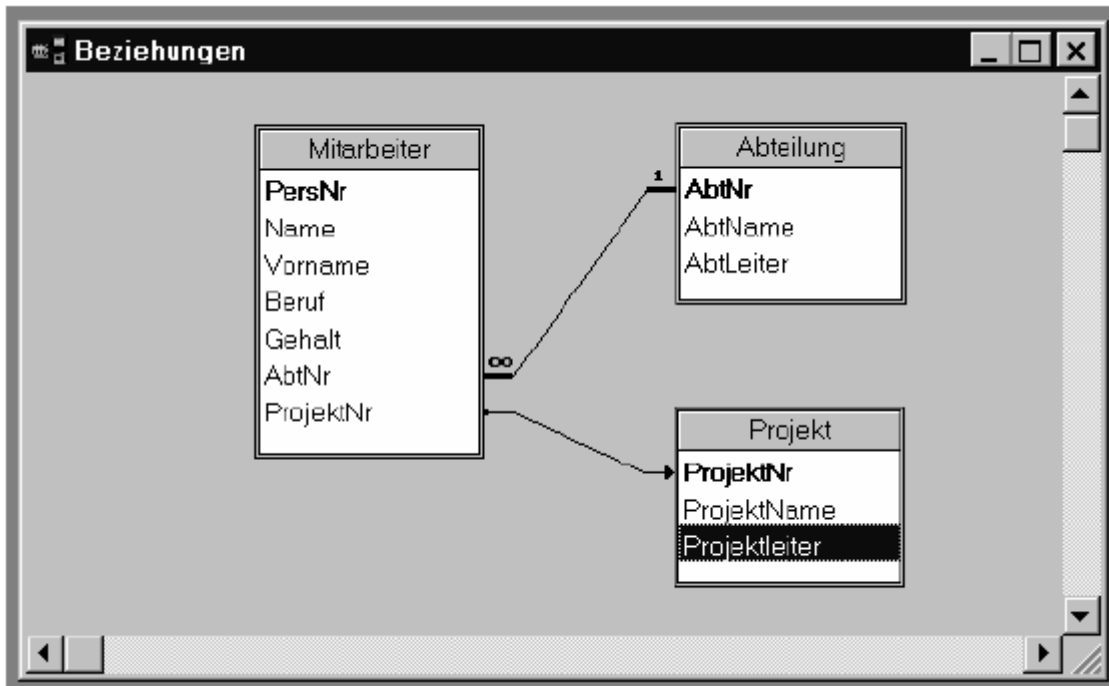 Beziehungen
Mitarbeiter
PersNr
Name
Vorname
Beruf
Gehalt
AbtNr
ProjektNr
1
∞
Abteilung
AbtNr
AbtName
AbtLeiter
Projekt
ProjektNr
ProjektName
Projektleiter